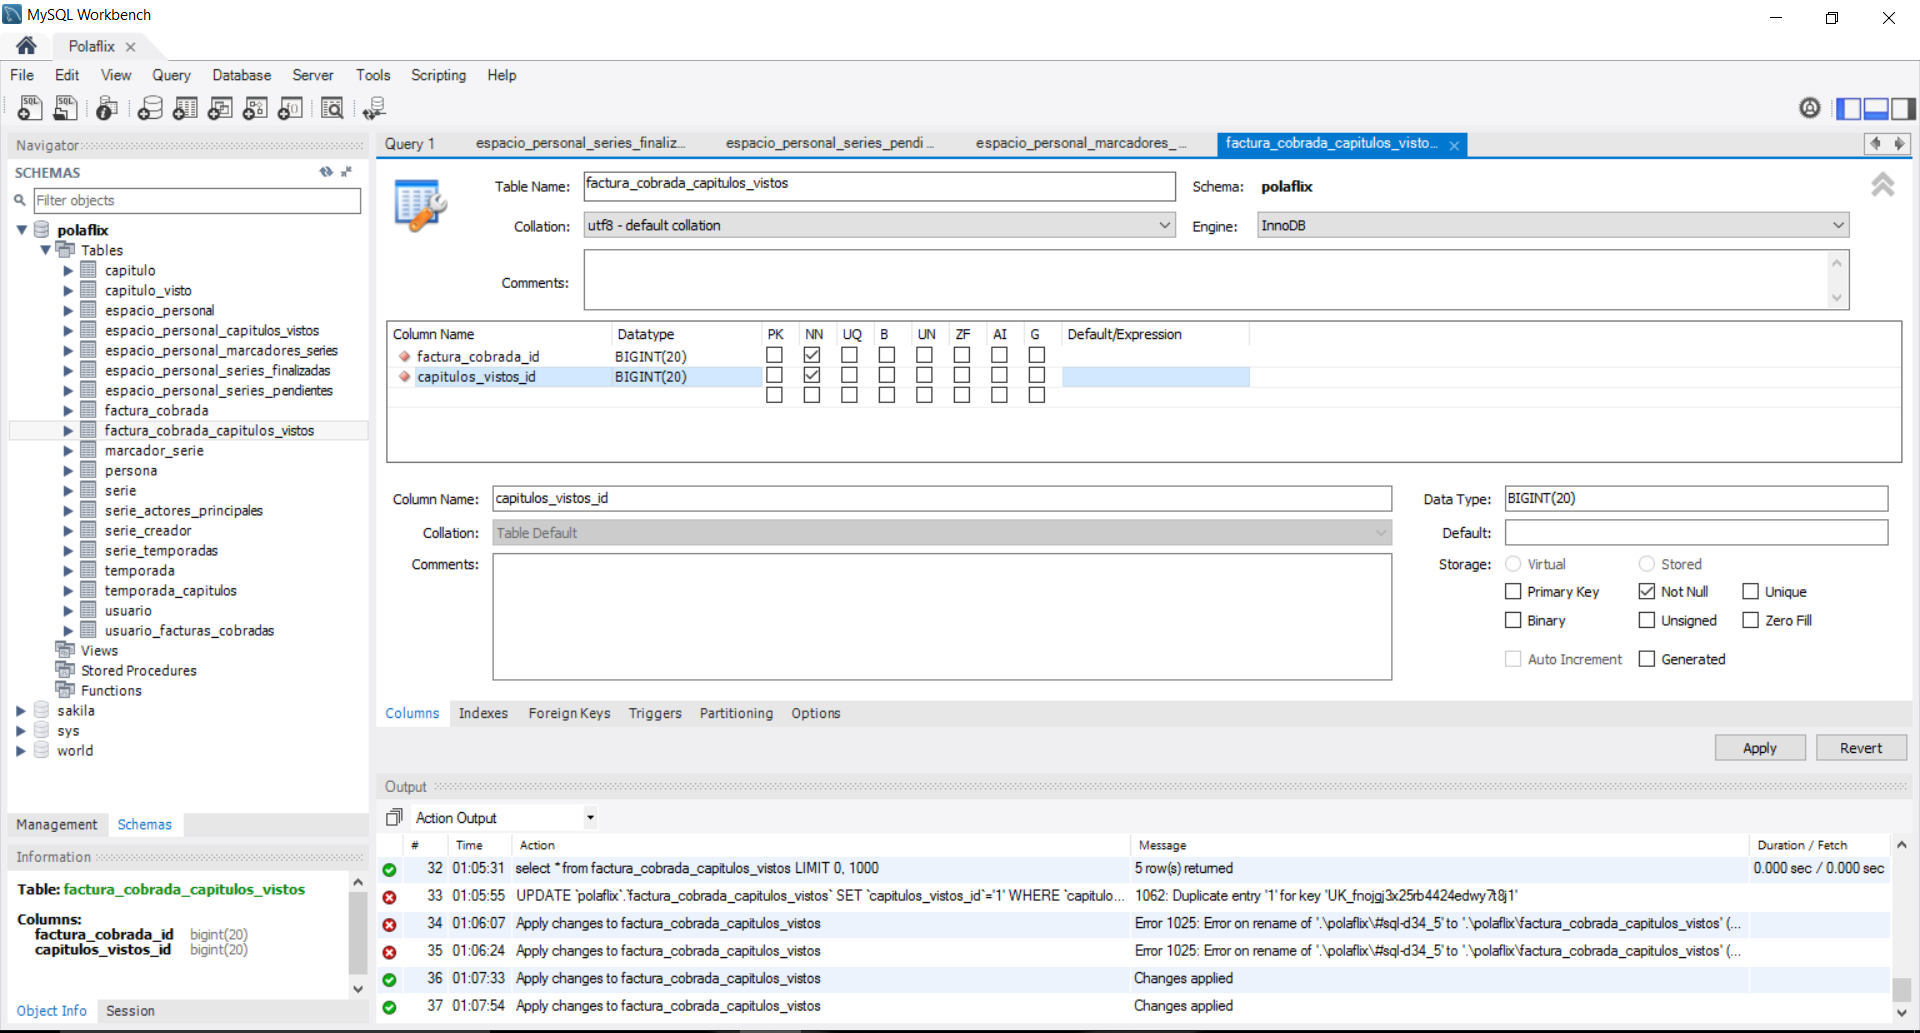 MySQL Workbench
Polaflix
File Edit View Query Database Server Tools Scripting Help
Navigator
SCHEMAS
Filter objects
polaflix
Tables
capitulo
capitulo_visto
espacio_personal
espacio_personal_capitulos_vistos
espacio_personal_marcadores_series
espacio_personal_series_finalizadas
espacio_personal_series_pendientes
factura_cobrada
factura_cobrada_capitulos_vistos
marcador_serie
persona
serie
serie_actores_principales
serie_creador
serie_temporadas
temporada
temporada_capitulos
usuario
usuario_facturas_cobradas
Views
Stored Procedures
Functions
sakila
sys
world
Management Schemas
Information
Table: factura_cobrada_capitulos_vistos
Columns:
factura_cobrada_id bigint(20)
capitulos_vistos_id bigint(20)
Object Info Session
Query 1 espacio_personal_series_finaliz... espacio_personal_series_pendi... espacio_personal_marcadores_... factura_cobrada_capitulos_visto...
Table Name: factura_cobrada_capitulos_vistos Schema: polaflix
Collation: utf8 - default collation Engine: InnoDB
Comments:
Column Name Datatype PK NN UQ B UN ZF AI G Default/Expression
factura_cobrada_id BIGINT(20)
capitulos_vistos_id BIGINT(20)
Column Name: capitulos_vistos_id Data Type: BIGINT(20)
Collation: Table Default Default:
Comments: Storage: Virtual Stored
Primary Key Not Null Unique
Binary Unsigned Zero Fill
Auto Increment Generated
Columns Indexes Foreign Keys Triggers Partitioning Options
Apply Revert
Output
Action Output
# Time Action Message Duration / Fetch
32 01:05:31 select * from factura_cobrada_capitulos_vistos LIMIT 0, 1000 5 row(s) returned 0.000 sec / 0.000 sec
33 01:05:55 UPDATE `polaflix`.`factura_cobrada_capitulos_vistos` SET `capitulos_vistos_id`='1' WHERE `capitulo... 1062: Duplicate entry '1' for key 'UK_fnojgj3x25rb4424edwy7t8j1'
34 01:06:07 Apply changes to factura_cobrada_capitulos_vistos Error 1025: Error on rename of '.\polaflix\#sql-d34_5' to '.\polaflix\factura_cobrada_capitulos_vistos' (...
35 01:06:24 Apply changes to factura_cobrada_capitulos_vistos Error 1025: Error on rename of '.\polaflix\#sql-d34_5' to '.\polaflix\factura_cobrada_capitulos_vistos' (...
36 01:07:33 Apply changes to factura_cobrada_capitulos_vistos Changes applied
37 01:07:54 Apply changes to factura_cobrada_capitulos_vistos Changes applied